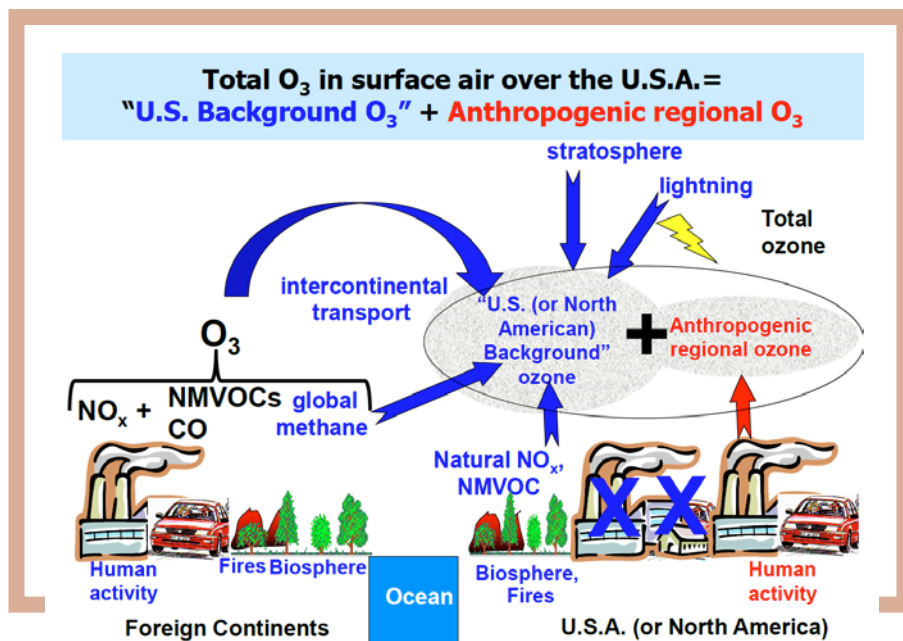 Total O₃ in surface air over the U.S.A.=
“U.S. Background O₃” + Anthropogenic regional O₃
stratosphere
lightning
Total
ozone
intercontinental
transport
“U.S. (or North
American)
Background”
ozone
+
Anthropogenic
regional ozone
O₃
NOₓ +
NMVOCs
CO
global
methane
Natural NOₓ,
NMVOC
X X
Human
activity
Fires
Biosphere
Ocean
Biosphere,
Fires
Human
activity
Foreign Continents
U.S.A. (or North America)